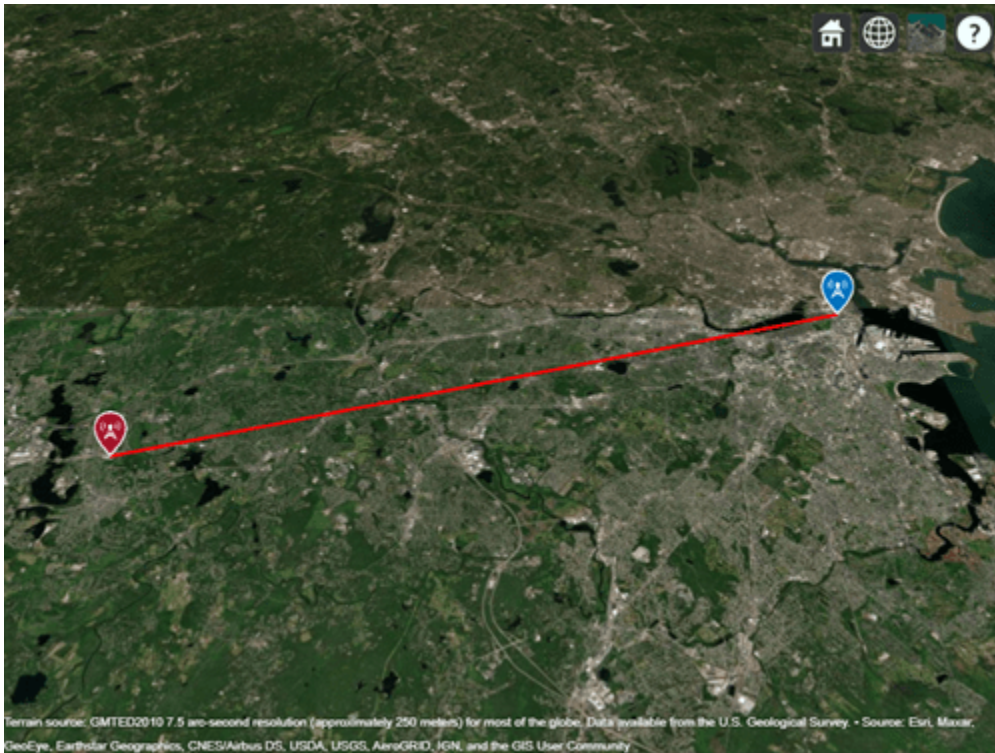 ?
Terrain source: GMTED2010 7.5 arc-second resolution (approximately 250 meters) for most of the globe. Data available from the U.S. Geological Survey. • Source: Esri, Maxar,
GeoEye, Earthstar Geographics, CNES/Airbus DS, USDA, USGS, AeroGRID, IGN, and the GIS User Community